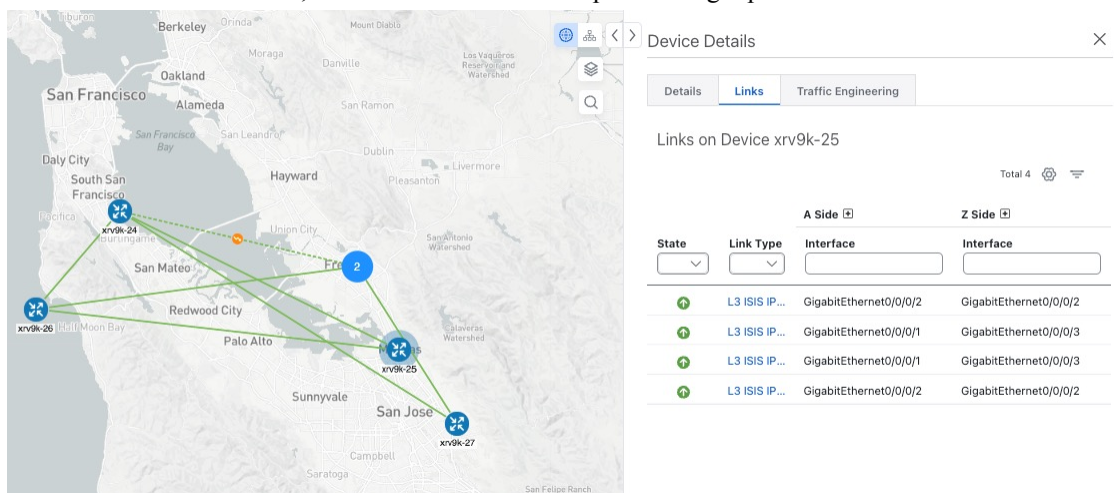 Tiburon
Berkeley
Orinda
Mount Diablo
Moraga
Danville
Los Vaqueros
Reservoir and
Watershed
Oakland
San Francisco
Alameda
San Ramon
San Francisco
Bay
San Leandro
Dublin
Daly City
Livermore
Hayward
Pleasanton
South San
Francisco
Pacifica
xrv9k-24
Burlingame
Union City
San Antonio
Watershed
2
San Mateo
Redwood City
xrv9k-26
Half Moon Bay
Palo Alto
Calaveras
Watershed
xrv9k-25
Sunnyvale
San Jose
xrv9k-27
Campbell
Saratoga
San Felipe Ranch
Device Details
Details
Links
Traffic Engineering
Links on Device xrv9k-25
Total 4
A Side
Z Side
State
Link Type
Interface
Interface
L3 ISIS IP... GigabitEthernet0/0/0/2 GigabitEthernet0/0/0/2
L3 ISIS IP... GigabitEthernet0/0/0/1 GigabitEthernet0/0/0/3
L3 ISIS IP... GigabitEthernet0/0/0/1 GigabitEthernet0/0/0/3
L3 ISIS IP... GigabitEthernet0/0/0/2 GigabitEthernet0/0/0/2